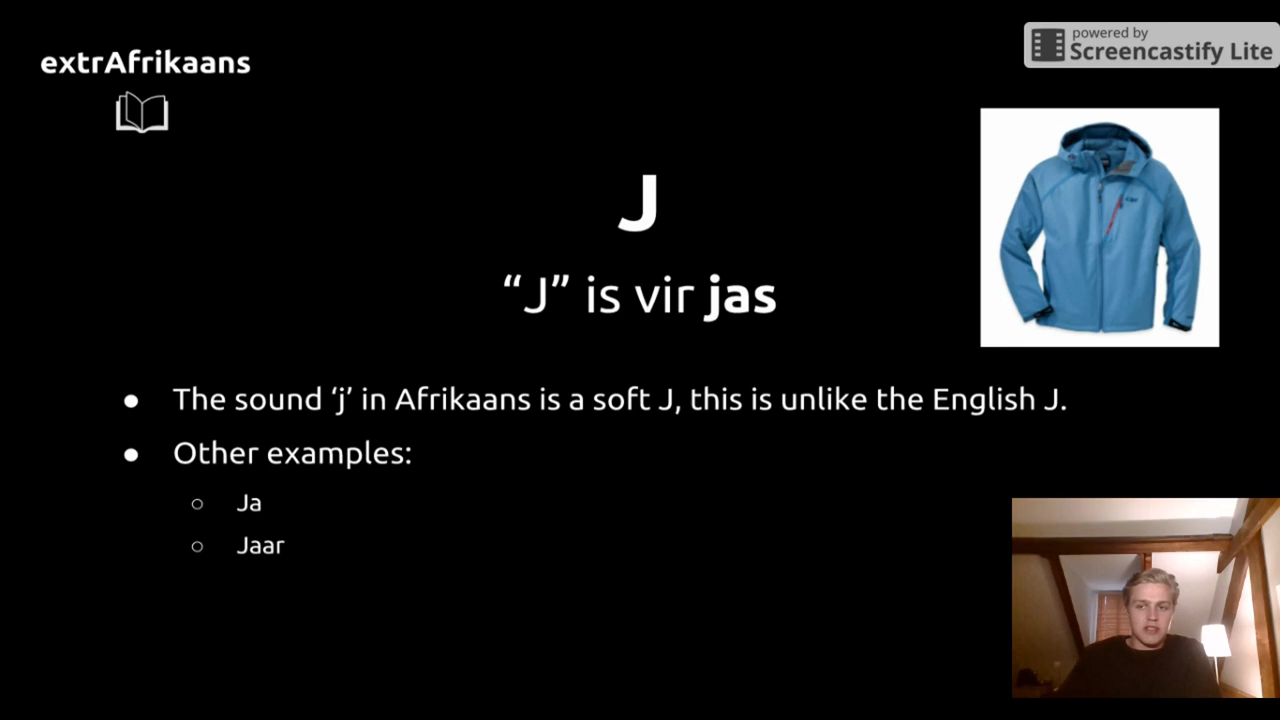 extrAfrikaans
powered by
Screencastify Lite
J
“J” is vir jas
● The sound ‘j’ in Afrikaans is a soft J, this is unlike the English J.
● Other examples:
○ Ja
○ Jaar